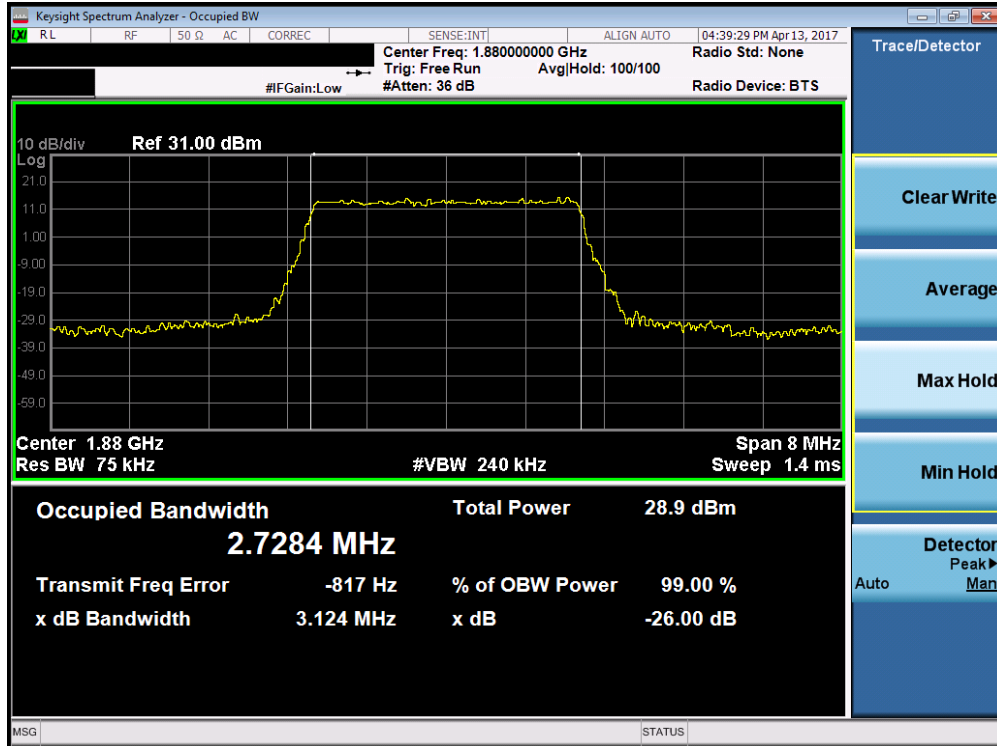 Keysight Spectrum Analyzer - Occupied BW
LXI RL RF 50 Ω AC CORREC SENSE:INT ALIGN AUTO 04:39:29 PM Apr 13, 2017
Center Freq: 1.880000000 GHz Radio Std: None
Trig: Free Run Avg|Hold: 100/100
#IFGain:Low #Atten: 36 dB Radio Device: BTS
Trace/Detector
10 dB/div Ref 31.00 dBm
Log
21.0
11.0
1.00
-9.00
-19.0
-29.0
-39.0
-49.0
-59.0
Center 1.88 GHz Span 8 MHz
Res BW 75 kHz #VBW 240 kHz Sweep 1.4 ms
Occupied Bandwidth Total Power 28.9 dBm
2.7284 MHz
Transmit Freq Error -817 Hz % of OBW Power 99.00 %
x dB Bandwidth 3.124 MHz x dB -26.00 dB
Clear Write
Average
Max Hold
Min Hold
Detector
Peak▶
Auto Man
MSG STATUS